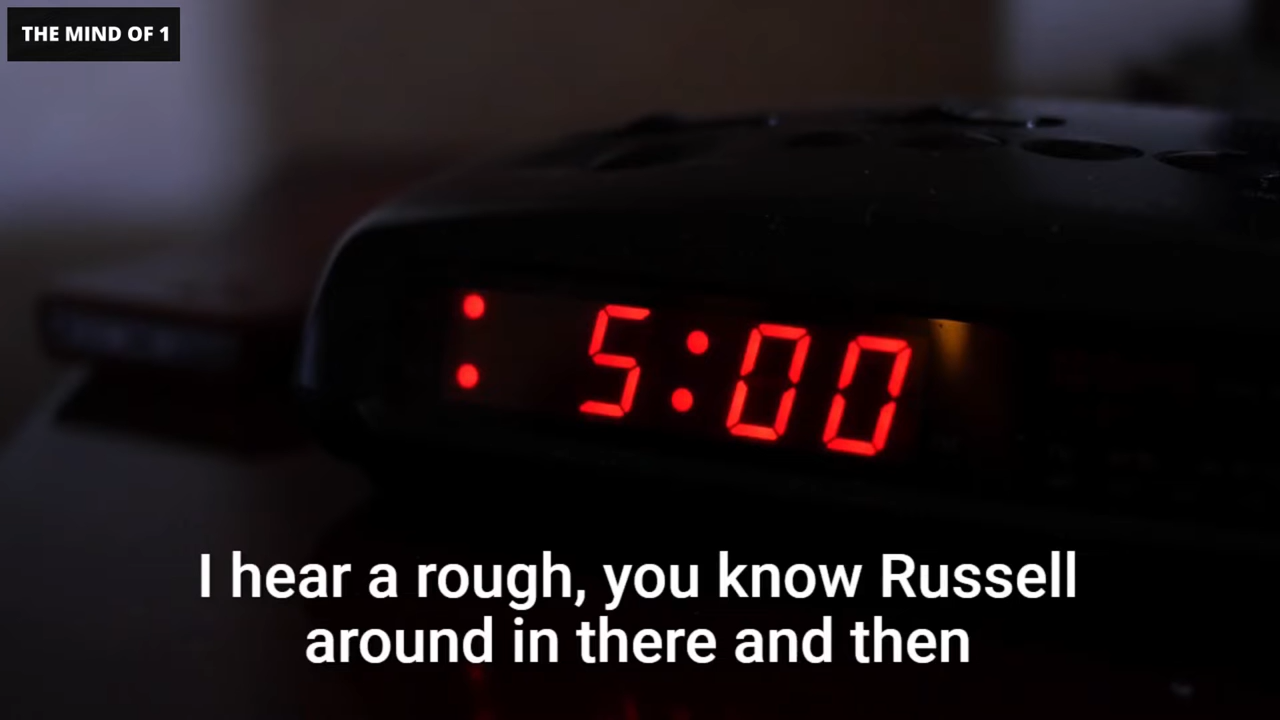 THE MIND OF 1
: 5:00
I hear a rough, you know Russell
around in there and then